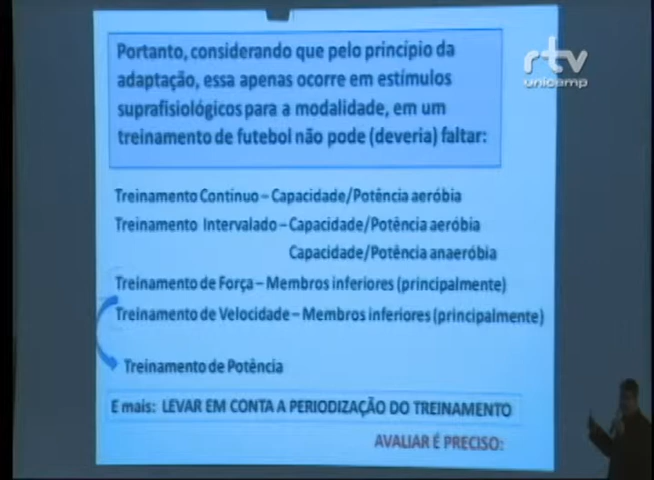 Portanto, considerando que pelo princípio da
adaptação, essa apenas ocorre em estímulos
suprafisiológicos para a modalidade, em um
treinamento de futebol não pode (deveria) faltar:
rtv
unicamp
Treinamento Contínuo – Capacidade/Potência aeróbia
Treinamento Intervalado – Capacidade/Potência aeróbia
Capacidade/Potência anaeróbia
Treinamento de Força – Membros inferiores (principalmente)
Treinamento de Velocidade – Membros inferiores (principalmente)
Treinamento de Potência
E mais: LEVAR EM CONTA A PERIODIZAÇÃO DO TREINAMENTO
AVALIAR É PRECISO: